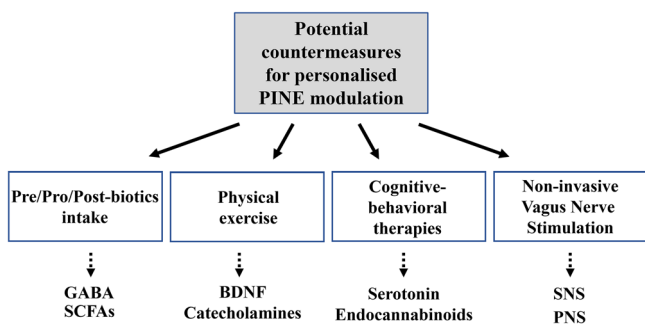 Potential
countermeasures
for personalised
PINE modulation
Pre/Pro/Post-biotics
intake
Physical
exercise
Cognitive-
behavioral
therapies
Non-invasive
Vagus Nerve
Stimulation
GABA
SCFAs
BDNF
Catecholamines
Serotonin
Endocannabinoids
SNS
PNS